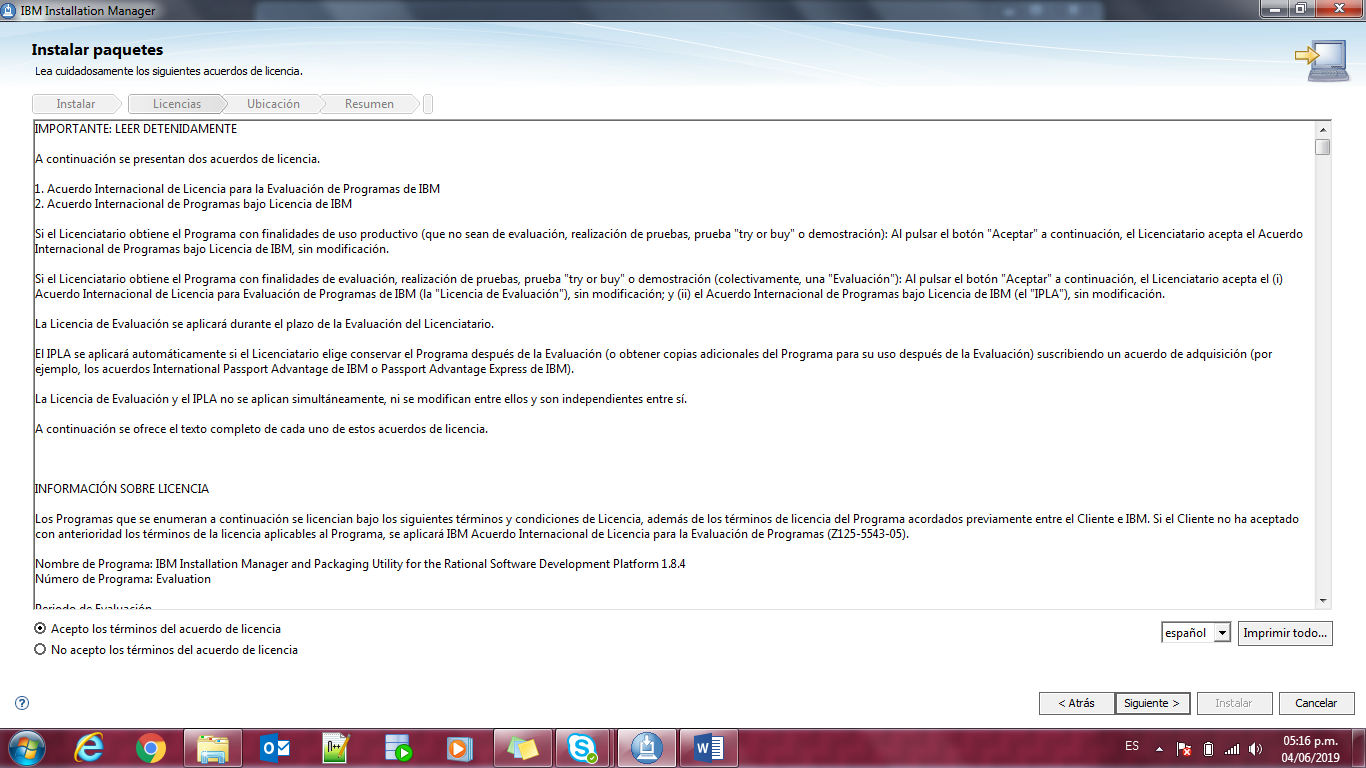 IBM Installation Manager
Instalar paquetes
Lea cuidadosamente los siguientes acuerdos de licencia.
Instalar
Licencias
Ubicación
Resumen
IMPORTANTE: LEER DETENIDAMENTE
A continuación se presentan dos acuerdos de licencia.
1. Acuerdo Internacional de Licencia para la Evaluación de Programas de IBM
2. Acuerdo Internacional de Programas bajo Licencia de IBM
Si el Licenciatario obtiene el Programa con finalidades de uso productivo (que no sean de evaluación, realización de pruebas, prueba "try or buy" o demostración): Al pulsar el botón "Aceptar" a continuación, el Licenciatario acepta el Acuerdo
Internacional de Programas bajo Licencia de IBM, sin modificación.
Si el Licenciatario obtiene el Programa con finalidades de evaluación, realización de pruebas, prueba "try or buy" o demostración (colectivamente, una "Evaluación"): Al pulsar el botón "Aceptar" a continuación, el Licenciatario acepta el (i)
Acuerdo Internacional de Licencia para Evaluación de Programas de IBM (la "Licencia de Evaluación"), sin modificación; y (ii) el Acuerdo Internacional de Programas bajo Licencia de IBM (el "IPLA"), sin modificación.
La Licencia de Evaluación se aplicará durante el plazo de la Evaluación del Licenciatario.
El IPLA se aplicará automáticamente si el Licenciatario elige conservar el Programa después de la Evaluación (o obtener copias adicionales del Programa para su uso después de la Evaluación) suscribiendo un acuerdo de adquisición (por
ejemplo, los acuerdos International Passport Advantage de IBM o Passport Advantage Express de IBM).
La Licencia de Evaluación y el IPLA no se aplican simultáneamente, ni se modifican entre ellos y son independientes entre sí.
A continuación se ofrece el texto completo de cada uno de estos acuerdos de licencia.
INFORMACIÓN SOBRE LICENCIA
Los Programas que se enumeran a continuación se licencian bajo los siguientes términos y condiciones de Licencia, además de los términos de licencia del Programa acordados previamente entre el Cliente e IBM. Si el Cliente no ha aceptado
con anterioridad los términos de la licencia aplicables al Programa, se aplicará IBM Acuerdo Internacional de Licencia para la Evaluación de Programas (Z125-5543-05).
Nombre de Programa: IBM Installation Manager and Packaging Utility for the Rational Software Development Platform 1.8.4
Número de Programa: Evaluation
Periodo de Evaluación
Acepto los términos del acuerdo de licencia
No acepto los términos del acuerdo de licencia
español
Imprimir todo...
< Atrás
Siguiente >
Instalar
Cancelar
ES
05:16 p.m.
04/06/2019